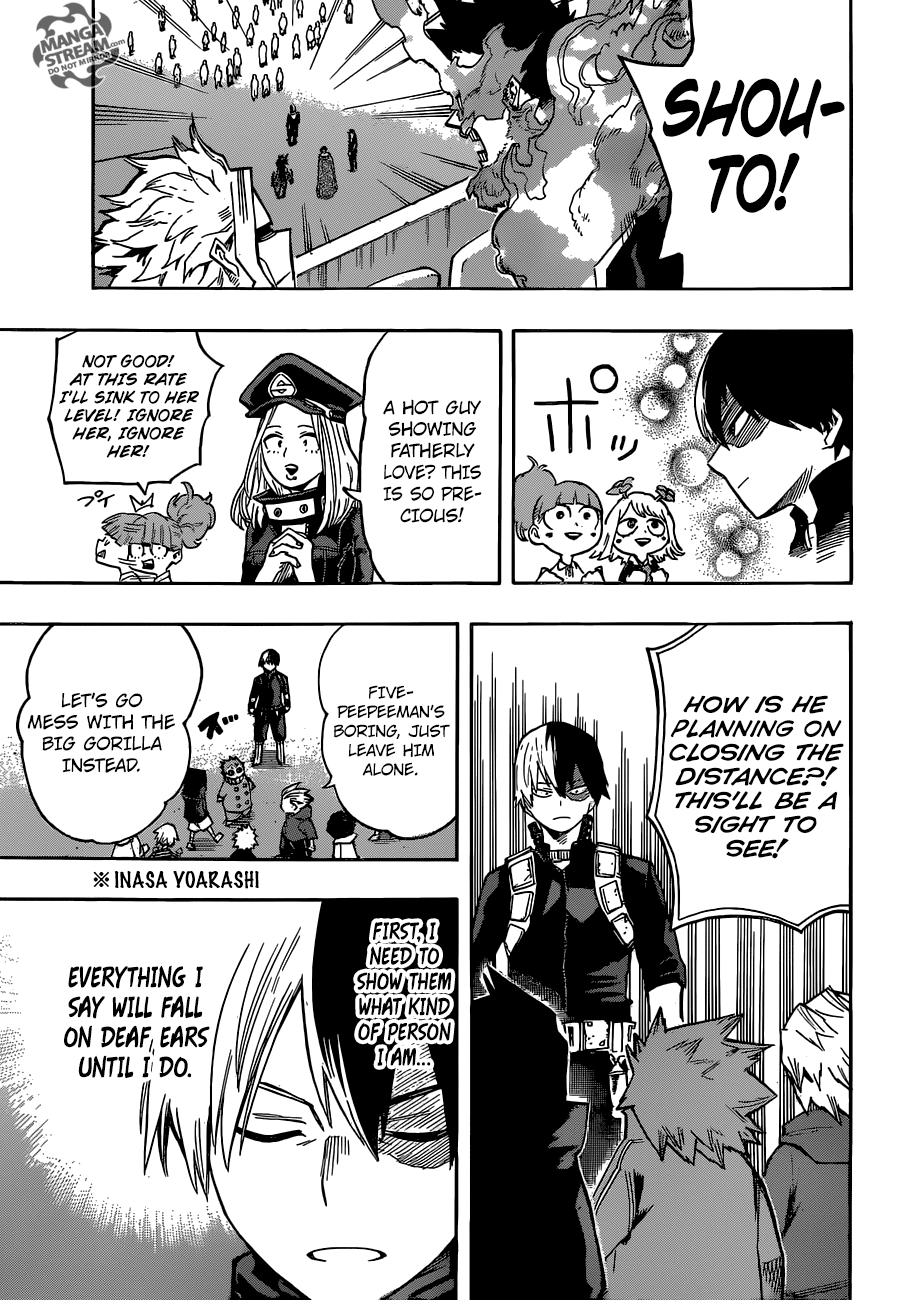 MANGA
STREAM.com
DO NOT MIRROR
SHOU-
TO!
ポッ
A HOT GUY
SHOWING
FATHERLY
LOVE? THIS
IS SO PRE-
CIOUS!
NOT GOOD!
AT THIS RATE
I'LL SINK TO HER
LEVEL! IGNORE
HER, IGNORE
HER!
プイ
HOW IS HE
PLANNING ON
CLOSING THE
DISTANCE?!
THIS'LL BE A
SIGHT TO
SEE!
FIVE-
PEEPEEMAN'S
BORING, JUST
LEAVE HIM
ALONE.
LET'S GO
MESS WITH THE
BIG GORILLA
INSTEAD.
※ INASA YOARASHI
FIRST, I
NEED TO
SHOW THEM
WHAT KIND
OF PERSON
I AM...
EVERYTHING I
SAY WILL FALL
ON DEAF EARS
UNTIL I DO.